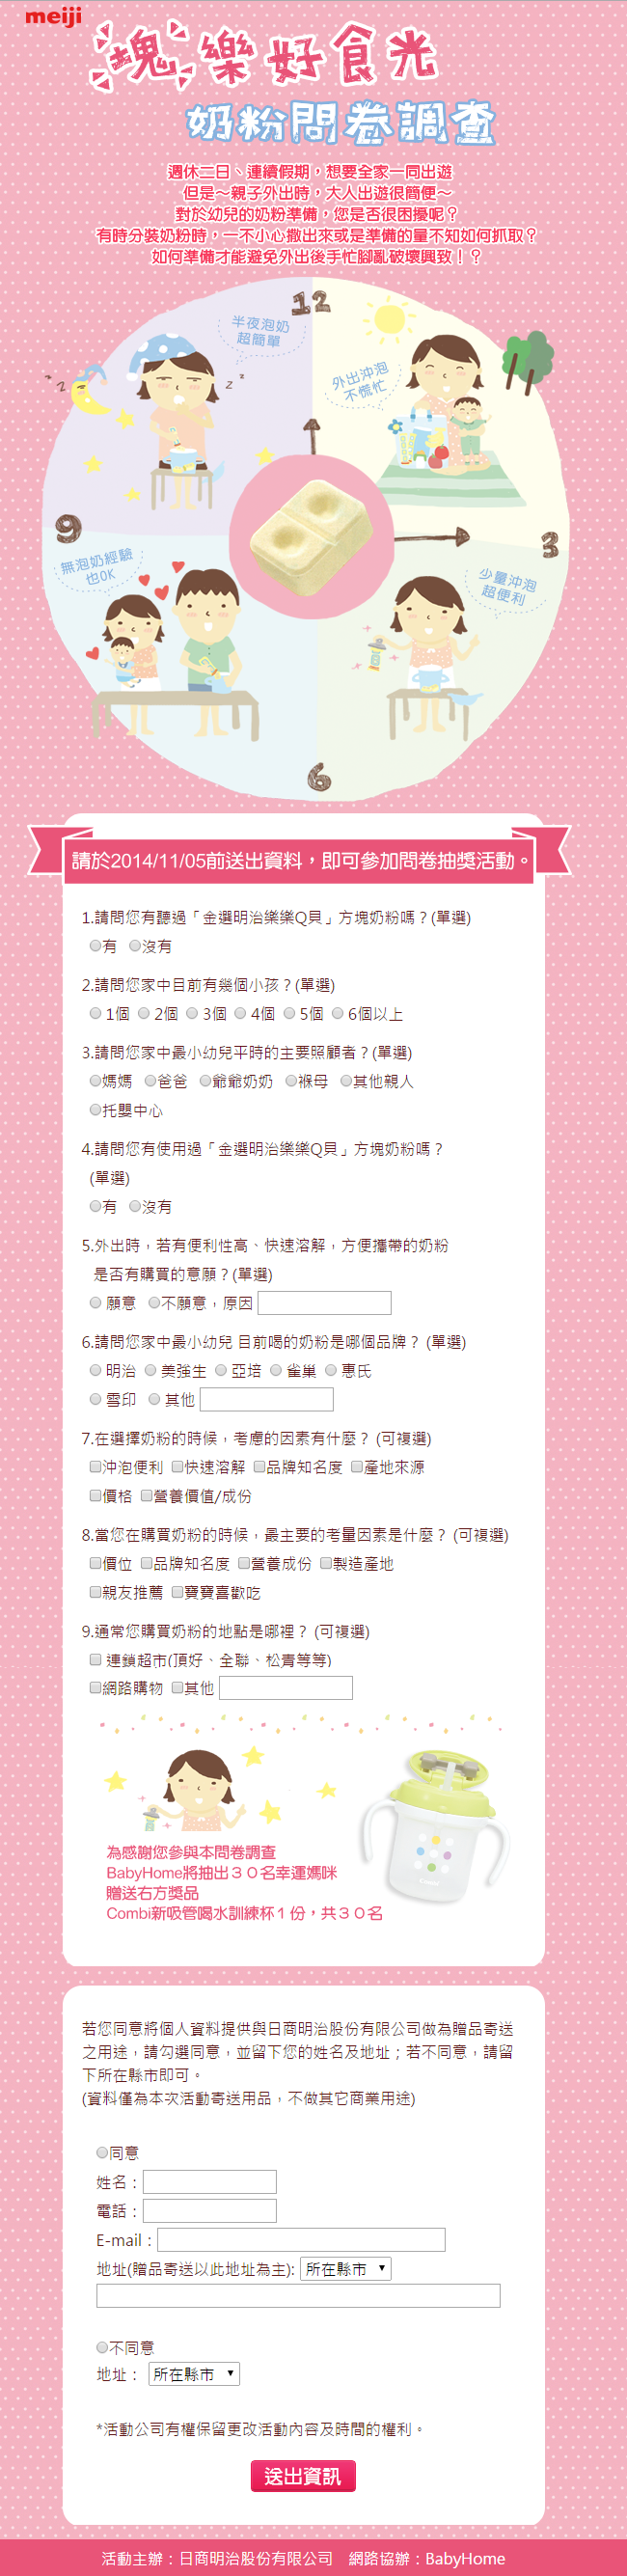 meiji
塊樂好食光
奶粉問卷調查
週休二日、連續假期，想要全家一同出遊
但是～親子外出時，大人出遊很簡便～
對於幼兒的奶粉準備，您是否很困擾呢？
有時分裝奶粉時，一不小心撒出來或是準備的量不知如何抓取？
如何準備才能避免外出後手忙腳亂破壞興致！？
12
半夜泡奶
超簡單
外出沖泡
不慌忙
z z
z
9
3
無泡奶經驗
也OK
少量沖泡
超便利
6
請於2014/11/05前送出資料，即可參加問卷抽獎活動。
1.請問您有聽過「金選明治樂樂Q貝」方塊奶粉嗎？(單選)
有 沒有
2.請問您家中目前有幾個小孩？(單選)
1個 2個 3個 4個 5個 6個以上
3.請問您家中最小幼兒平時的主要照顧者？(單選)
媽媽 爸爸 爺爺奶奶 褓母 其他親人
托嬰中心
4.請問您有使用過「金選明治樂樂Q貝」方塊奶粉嗎？
(單選)
有 沒有
5.外出時，若有便利性高、快速溶解，方便攜帶的奶粉
是否有購買的意願？(單選)
願意 不願意，原因
6.請問您家中最小幼兒 目前喝的奶粉是哪個品牌？ (單選)
明治 美強生 亞培 雀巢 惠氏
雪印 其他
7.在選擇奶粉的時候，考慮的因素有什麼？ (可複選)
沖泡便利 快速溶解 品牌知名度 產地來源
價格 營養價值/成份
8.當您在購買奶粉的時候，最主要的考量因素是什麼？ (可複選)
價位 品牌知名度 營養成份 製造產地
親友推薦 寶寶喜歡吃
9.通常您購買奶粉的地點是哪裡？ (可複選)
連鎖超市(頂好、全聯、松青等等)
網路購物 其他
為感謝您參與本問卷調查
BabyHome將抽出３０名幸運媽咪
贈送右方獎品
Combi新吸管喝水訓練杯１份，共３０名
Combi
若您同意將個人資料提供與日商明治股份有限公司做為贈品寄送
之用途，請勾選同意，並留下您的姓名及地址；若不同意，請留
下所在縣市即可。
(資料僅為本次活動寄送用品，不做其它商業用途)
同意
姓名：
電話：
E-mail：
地址(贈品寄送以此地址為主): 所在縣市
不同意
地址： 所在縣市
*活動公司有權保留更改活動內容及時間的權利。
送出資訊
活動主辦：日商明治股份有限公司 網路協辦：BabyHome